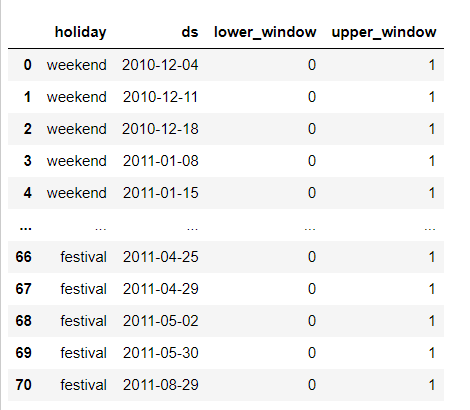 holiday ds lower_window upper_window
0 weekend 2010-12-04 0 1
1 weekend 2010-12-11 0 1
2 weekend 2010-12-18 0 1
3 weekend 2011-01-08 0 1
4 weekend 2011-01-15 0 1
... ... ... ... ...
66 festival 2011-04-25 0 1
67 festival 2011-04-29 0 1
68 festival 2011-05-02 0 1
69 festival 2011-05-30 0 1
70 festival 2011-08-29 0 1